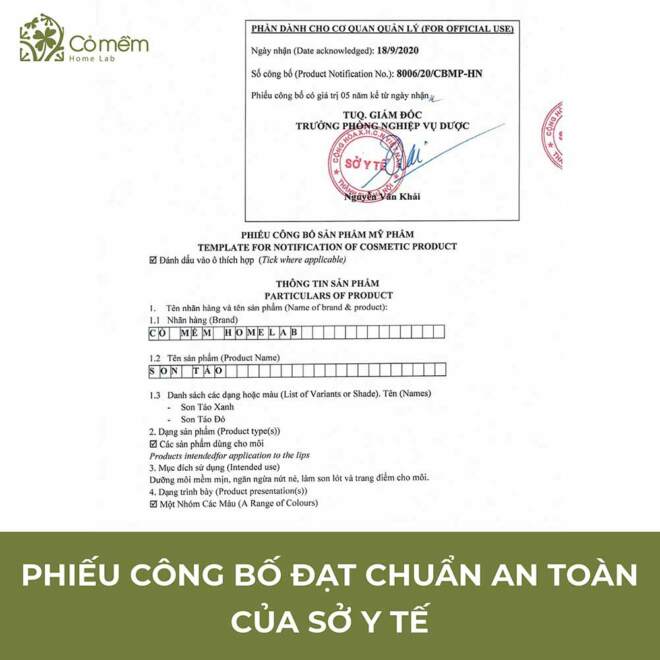 Cỏ mềm
Home Lab
PHẦN DÀNH CHO CƠ QUAN QUẢN LÝ (FOR OFFICIAL USE)
Ngày nhận (Date acknowledged): 18/9/2020
Số công bố (Product Notification No.): 8006/20/CBMP-HN
Phiếu công bố có giá trị 05 năm kể từ ngày nhận
TUQ. GIÁM ĐỐC
TRƯỞNG PHÒNG NGHIỆP VỤ DƯỢC
SỞ Y TẾ
Nguyễn Văn Khải
PHIẾU CÔNG BỐ SẢN PHẨM MỸ PHẨM
TEMPLATE FOR NOTIFICATION OF COSMETIC PRODUCT
☑ Đánh dấu vào ô thích hợp (Tick where applicable)
THÔNG TIN SẢN PHẨM
PARTICULARS OF PRODUCT
1. Tên nhãn hàng và tên sản phẩm (Name of brand & product):
1.1 Nhãn hàng (Brand)
CỎ MỀM HOMELAB
1.2 Tên sản phẩm (Product Name)
SON TÁO
1.3 Danh sách các dạng hoặc màu (List of Variants or Shade). Tên (Names)
- Son Táo Xanh
- Son Táo Đỏ
2. Dạng sản phẩm (Product type(s))
☑ Các sản phẩm dùng cho môi
Products intendedfor application to the lips
3. Mục đích sử dụng (Intended use)
Dưỡng môi mềm mịn, ngăn ngừa nứt nẻ, làm son lót và trang điểm cho môi.
4. Dạng trình bày (Product presentation(s))
☑ Một Nhóm Các Màu (A Range of Colours)
PHIẾU CÔNG BỐ ĐẠT CHUẨN AN TOÀN
CỦA SỞ Y TẾ